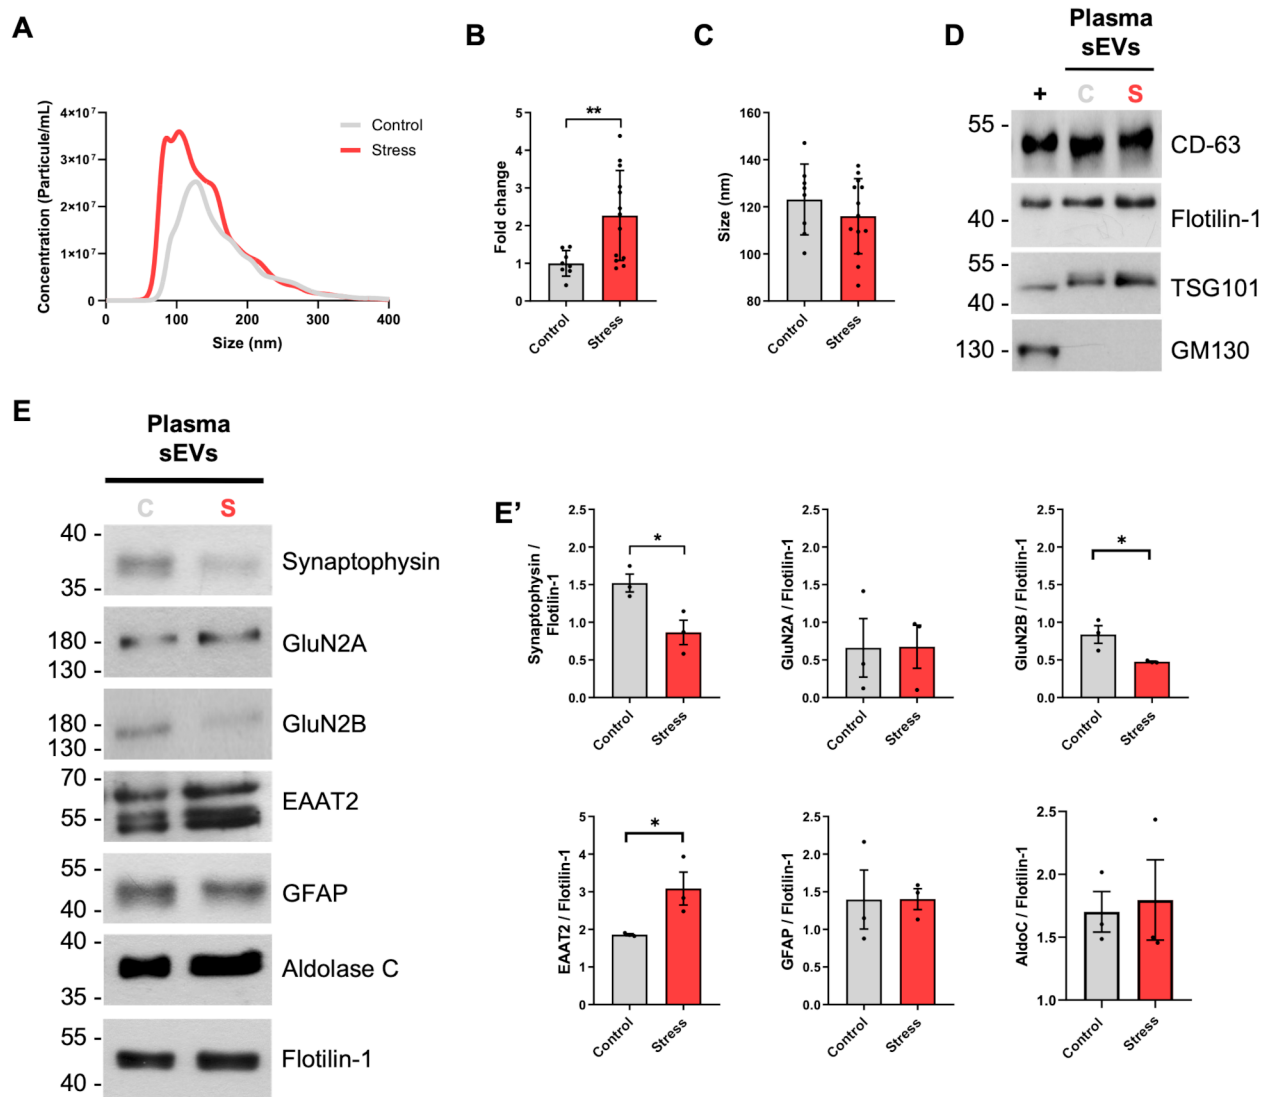 A
Concentration (Particule/mL)
4×10⁷
3×10⁷
2×10⁷
1×10⁷
0
0 100 200 300 400
Size (nm)
Control
Stress
B
Fold change
5
4
3
2
1
0
**
Control Stress
C
Size (nm)
160
140
120
100
80
Control Stress
D
Plasma
sEVs
+ C S
55 - CD-63
40 - Flotilin-1
55 -
40 -
TSG101
130 - GM130
E
Plasma
sEVs
C S
40 -
Synaptophysin
35 -
180 - GluN2A
130 -
180 - GluN2B
130 -
70 -
EAAT2
55 -
55 -
GFAP
40 -
40 -
Aldolase C
35 -
55 -
Flotilin-1
40 -
E'
Synaptophysin /
Flotilin-1
2.5
2.0
1.5
1.0
0.5
0.0
*
Control Stress
GluN2A / Flotilin-1
2.5
2.0
1.5
1.0
0.5
0.0
Control Stress
GluN2B / Flotilin-1
2.5
2.0
1.5
1.0
0.5
0.0
*
Control Stress
EAAT2 / Flotilin-1
5
4
3
2
1
0
*
Control Stress
GFAP / Flotilin-1
2.5
2.0
1.5
1.0
0.5
0.0
Control Stress
AldoC / Flotilin-1
2.5
2.0
1.5
1.0
Control Stress